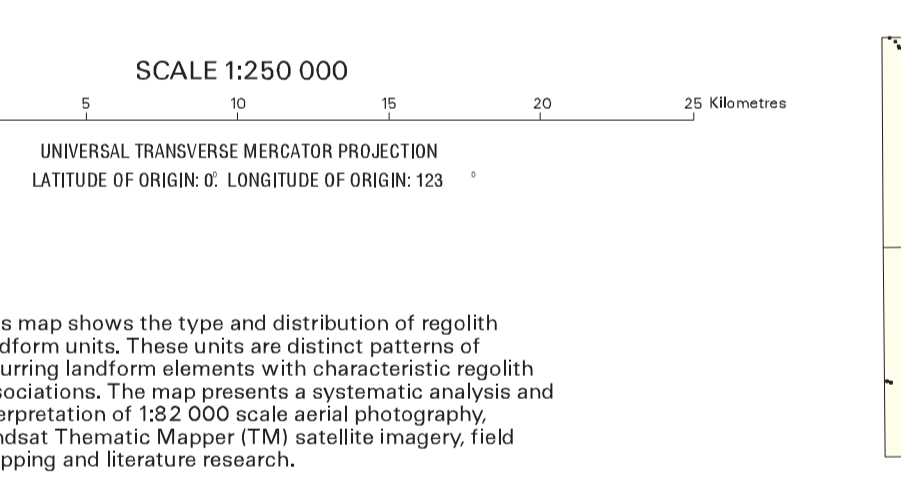 SCALE 1:250 000
5 10 15 20 25 Kilometres
UNIVERSAL TRANSVERSE MERCATOR PROJECTION
LATITUDE OF ORIGIN: 0°. LONGITUDE OF ORIGIN: 123 °
s map shows the type and distribution of regolith
dform units. These units are distinct patterns of
urring landform elements with characteristic regolith
sociations. The map presents a systematic analysis and
erpretation of 1:82 000 scale aerial photography,
ndsat Thematic Mapper (TM) satellite imagery, field
pping and literature research.